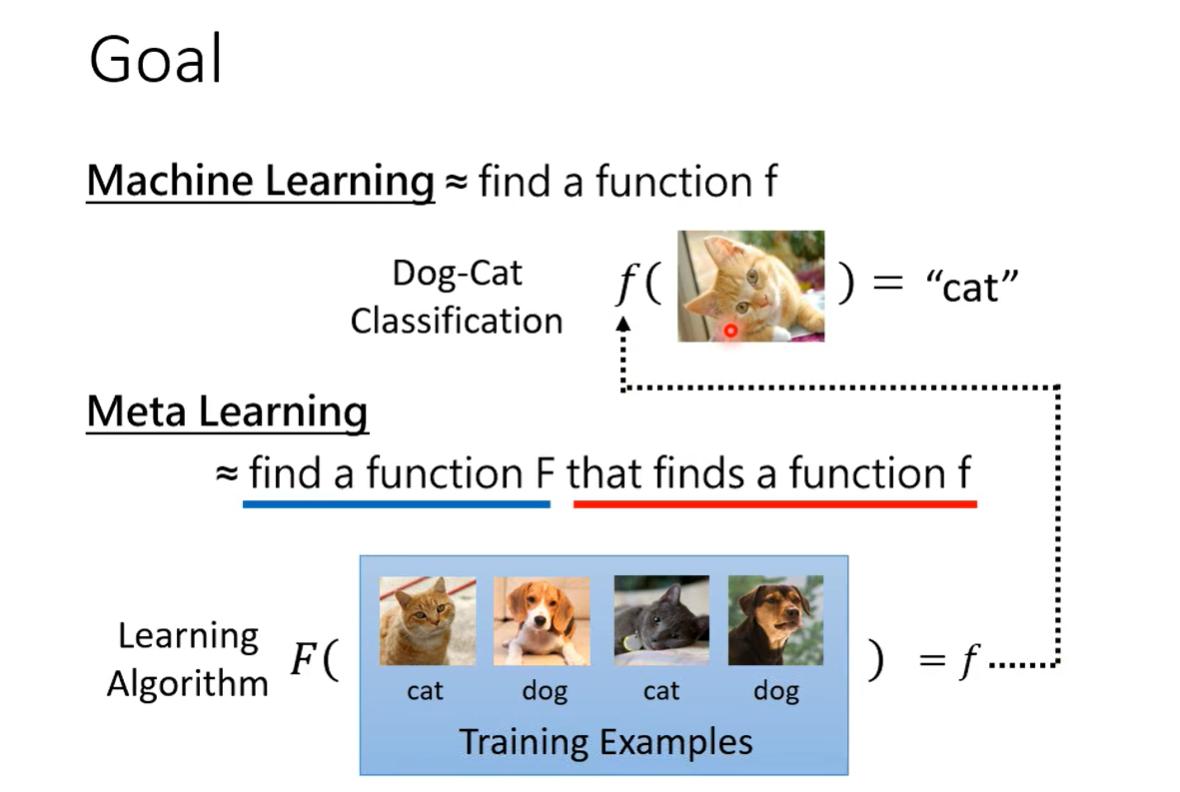 Goal
Machine Learning ≈ find a function f
Dog-Cat
Classification
f( ) = “cat”
Meta Learning
≈ find a function F that finds a function f
Learning
Algorithm
F( ) = f
cat dog cat dog
Training Examples